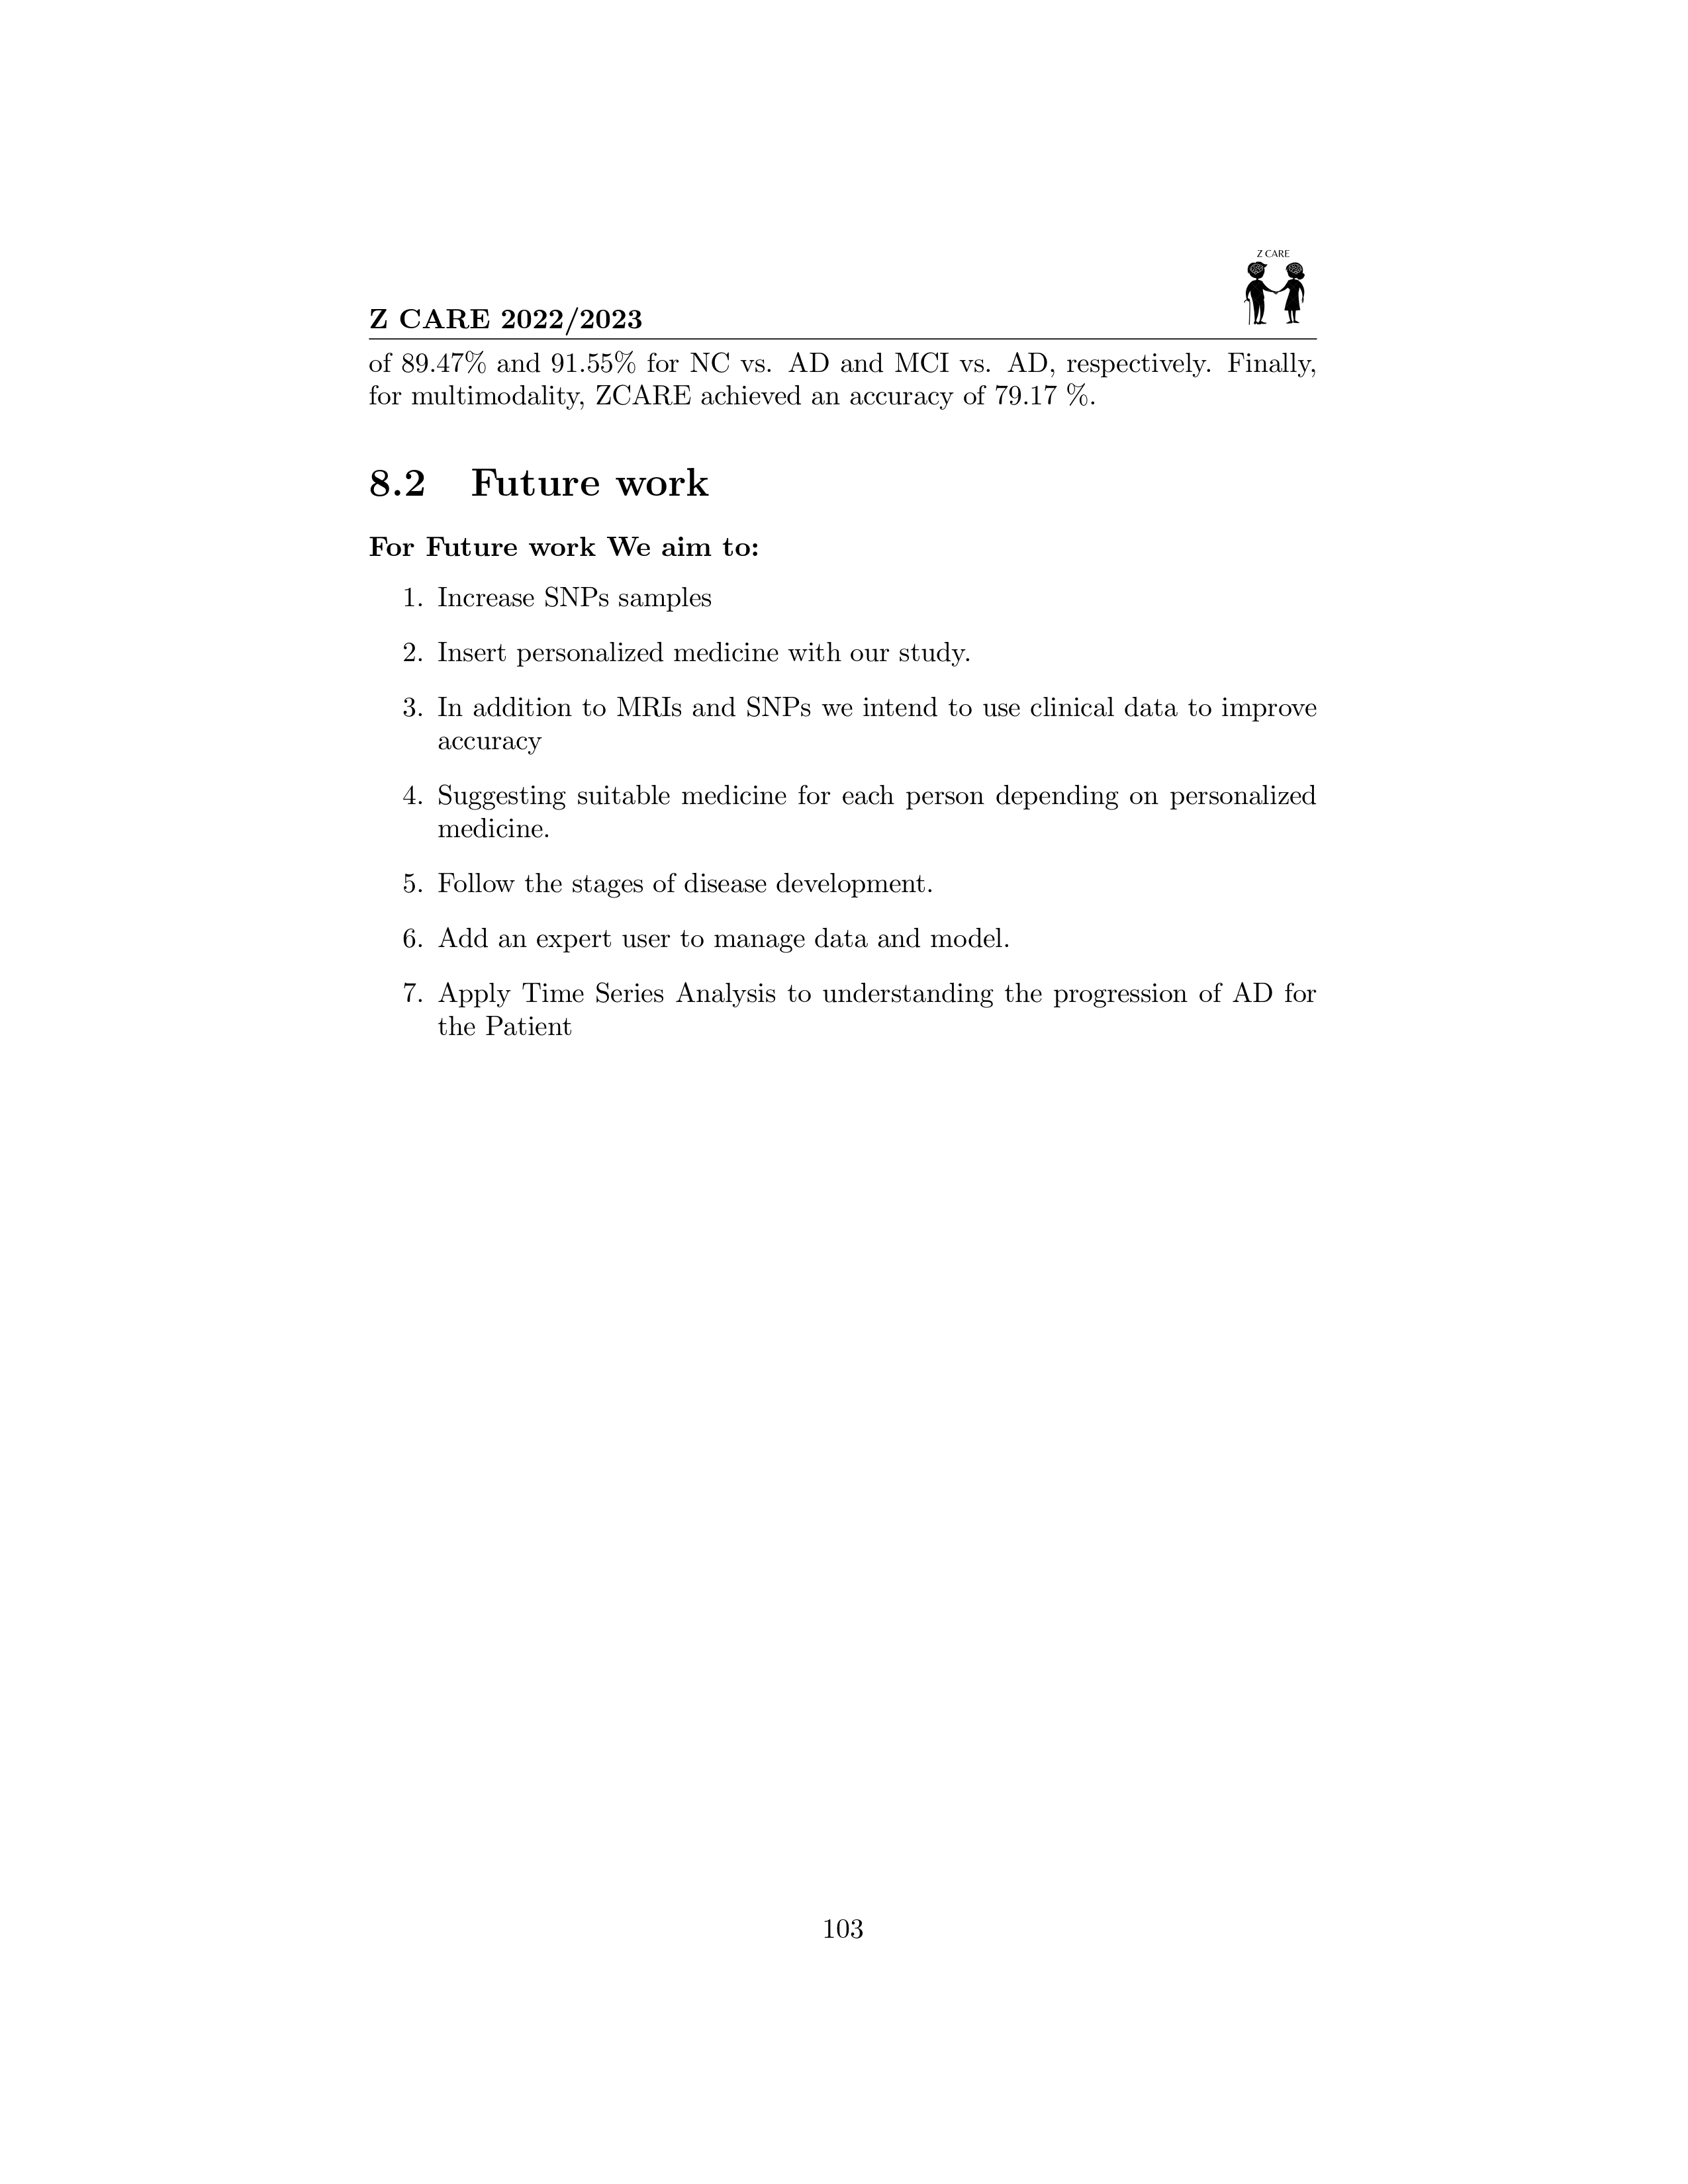 Z CARE
Z CARE 2022/2023
of 89.47% and 91.55% for NC vs. AD and MCI vs. AD, respectively. Finally,
for multimodality, ZCARE achieved an accuracy of 79.17 %.
8.2 Future work
For Future work We aim to:
1. Increase SNPs samples
2. Insert personalized medicine with our study.
3. In addition to MRIs and SNPs we intend to use clinical data to improve
accuracy
4. Suggesting suitable medicine for each person depending on personalized
medicine.
5. Follow the stages of disease development.
6. Add an expert user to manage data and model.
7. Apply Time Series Analysis to understanding the progression of AD for
the Patient
103